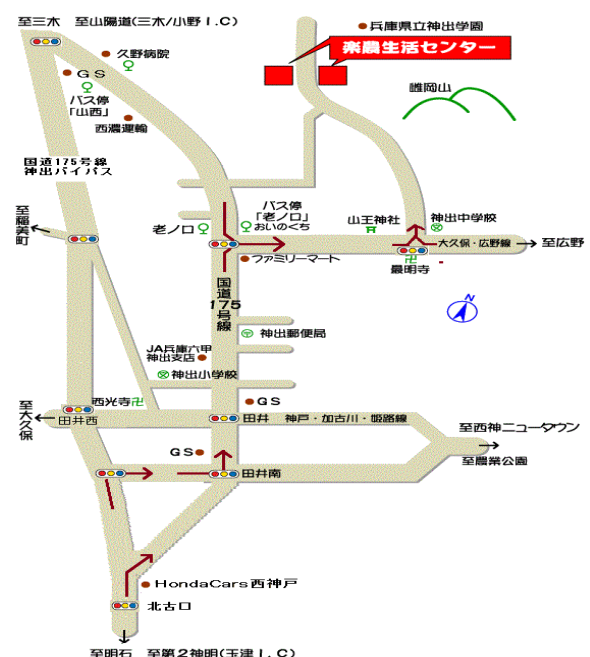 至三木 至山陽道(三木/小野I.C)
兵庫県立神出学園
楽農生活センター
久野病院
GS
バス停
「山西」
西濃運輸
雌岡山
国道175号線
神出バイパス
至稲美町
老ノ口
バス停
「老ノ口」
おいのくち
山王神社
神出中学校
大久保・広野線
至広野
最明寺
ファミリーマート
国道175号線
N
神出郵便局
JA兵庫六甲
神出支店
神出小学校
西光寺
GS
至大久保
田井西
田井 神戸・加古川・姫路線
至西神ニュータウン
至農業公園
GS
田井南
HondaCars西神戸
北古口
至明石 至第2神明(玉津I.C)